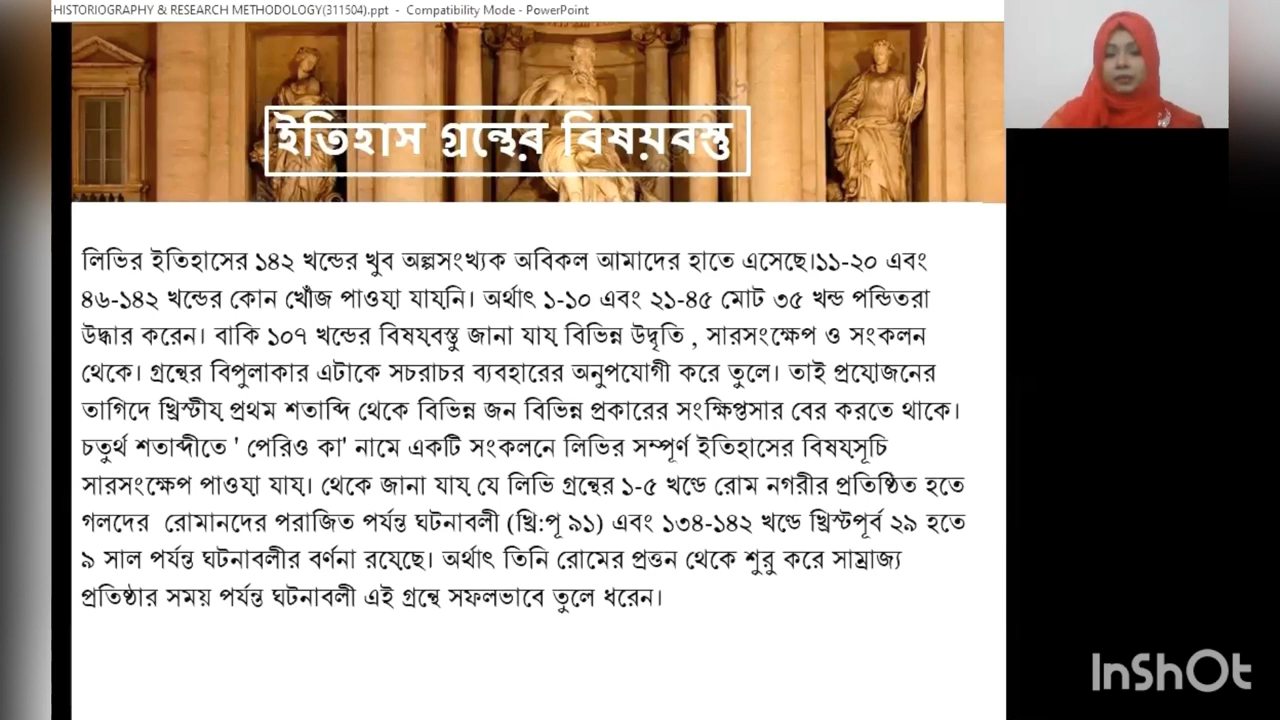 -HISTORIOGRAPHY & RESEARCH METHODOLOGY(311504).ppt - Compatibility Mode - PowerPoint
ইতিহাস গ্রন্থের বিষয়বস্তু
লিভির ইতিহাসের ১৪২ খন্ডের খুব অল্পসংখ্যক অবিকল আমাদের হাতে এসেছে।১১-২০ এবং
৪৬-১৪২ খন্ডের কোন খোঁজ পাওয়া যায়নি। অর্থাৎ ১-১০ এবং ২১-৪৫ মোট ৩৫ খন্ড পন্ডিতরা
উদ্ধার করেন। বাকি ১০৭ খন্ডের বিষয়বস্তু জানা যায় বিভিন্ন উদ্বৃতি , সারসংক্ষেপ ও সংকলন
থেকে। গ্রন্থের বিপুলাকার এটাকে সচরাচর ব্যবহারের অনুপযোগী করে তুলে। তাই প্রয়োজনের
তাগিদে খ্রিস্টীয় প্রথম শতাব্দি থেকে বিভিন্ন জন বিভিন্ন প্রকারের সংক্ষিপ্তসার বের করতে থাকে।
চতুর্থ শতাব্দীতে ' পেরিও কা' নামে একটি সংকলনে লিভির সম্পূর্ণ ইতিহাসের বিষয়সূচি
সারসংক্ষেপ পাওয়া যায়। থেকে জানা যায় যে লিভি গ্রন্থের ১-৫ খন্ডে রোম নগরীর প্রতিষ্ঠিত হতে
গলদের রোমানদের পরাজিত পর্যন্ত ঘটনাবলী (খ্রি:পূ ৯১) এবং ১৩৪-১৪২ খন্ডে খ্রিস্টপূর্ব ২৯ হতে
৯ সাল পর্যন্ত ঘটনাবলীর বর্ণনা রয়েছে। অর্থাৎ তিনি রোমের প্রত্তন থেকে শুরু করে সাম্রাজ্য
প্রতিষ্ঠার সময় পর্যন্ত ঘটনাবলী এই গ্রন্থে সফলভাবে তুলে ধরেন।
InShOt